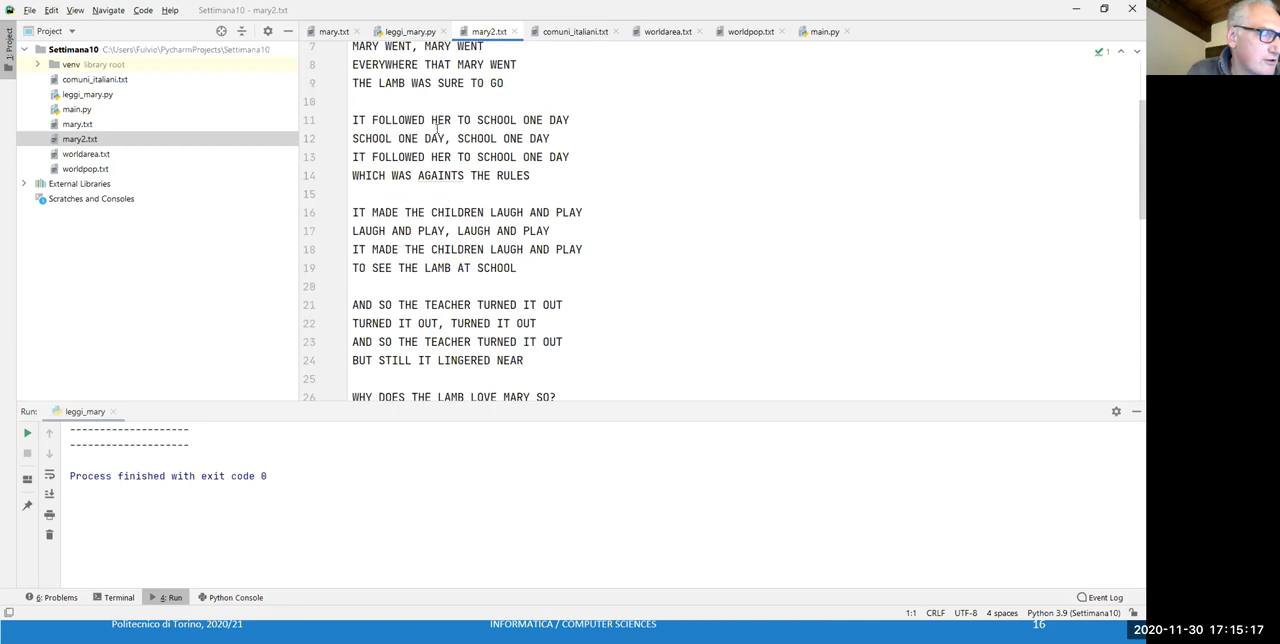 File Edit View Navigate Code Help Settimana10 - mary2.txt
1: Project
Project
mary.txt
leggi_mary.py
mary2.txt
comuni_italiani.txt
worldarea.txt
worldpop.txt
main.py
Settimana10 C:\Users\Fulvio\PycharmProjects\Settimana10
venv library root
comuni_italiani.txt
leggi_mary.py
main.py
mary.txt
mary2.txt
worldarea.txt
worldpop.txt
External Libraries
Scratches and Consoles
1
7 MARY WENT, MARY WENT
8 EVERYWHERE THAT MARY WENT
9 THE LAMB WAS SURE TO GO
10
11 IT FOLLOWED HER TO SCHOOL ONE DAY
12 SCHOOL ONE DAY, SCHOOL ONE DAY
13 IT FOLLOWED HER TO SCHOOL ONE DAY
14 WHICH WAS AGAINTS THE RULES
15
16 IT MADE THE CHILDREN LAUGH AND PLAY
17 LAUGH AND PLAY, LAUGH AND PLAY
18 IT MADE THE CHILDREN LAUGH AND PLAY
19 TO SEE THE LAMB AT SCHOOL
20
21 AND SO THE TEACHER TURNED IT OUT
22 TURNED IT OUT, TURNED IT OUT
23 AND SO THE TEACHER TURNED IT OUT
24 BUT STILL IT LINGERED NEAR
25
26 WHY DOES THE LAMB LOVE MARY SO?
Run: leggi_mary
--------------------
--------------------
Process finished with exit code 0
6: Problems Terminal 4: Run Python Console Event Log
1:1 CRLF UTF-8 4 spaces Python 3.9 (Settimana10)
Politecnico di Torino, 2020/21 INFORMATICA / COMPUTER SCIENCES 16
2020-11-30 17:15:17